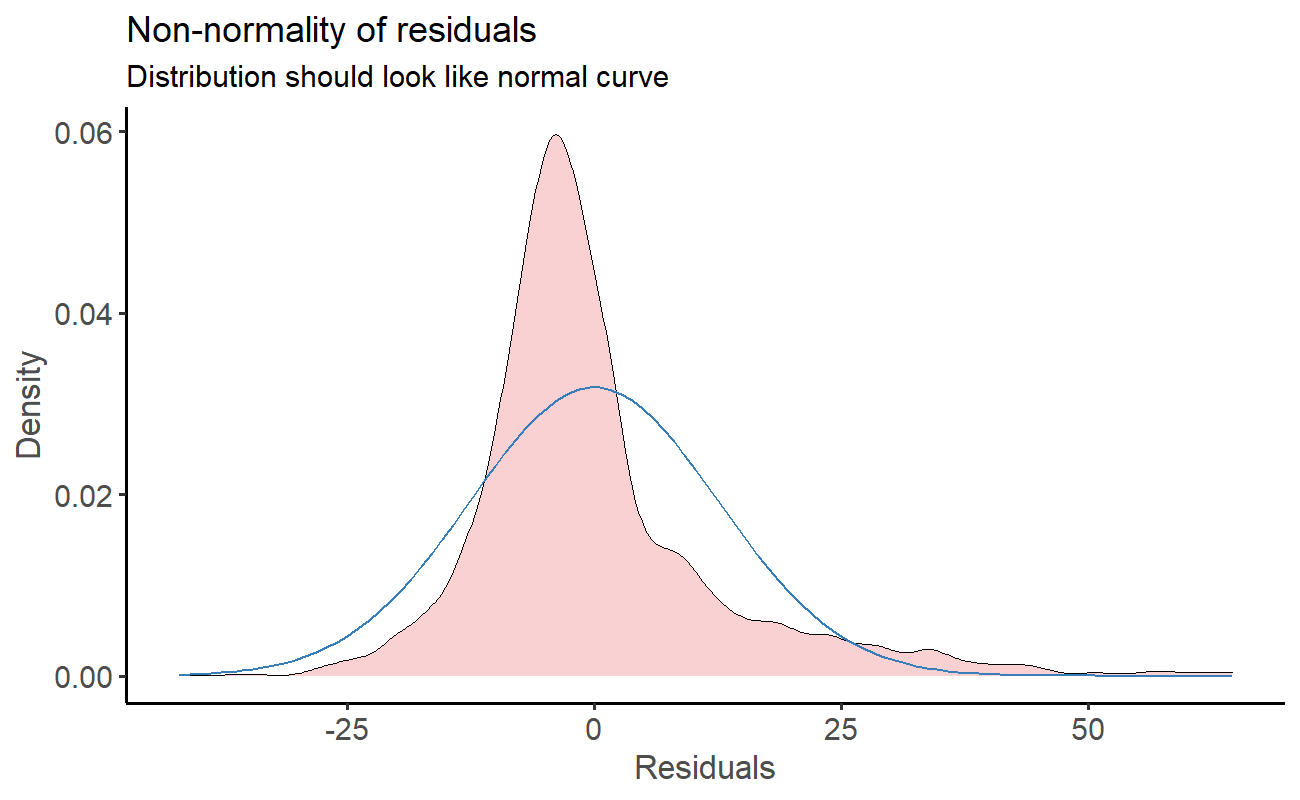 Non-normality of residuals
Distribution should look like normal curve
0.06
0.04
0.02
0.00
Density
-25 0 25 50
Residuals